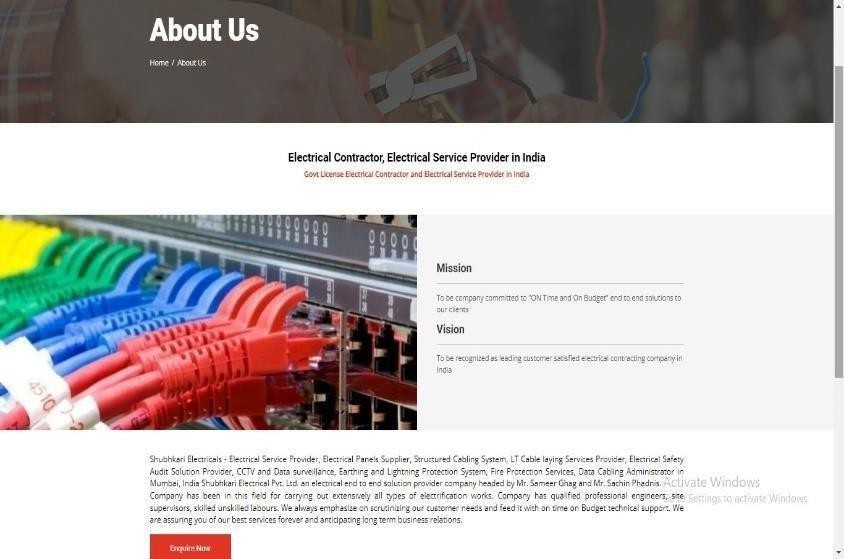 About Us
Home / About Us
Electrical Contractor, Electrical Service Provider in India
Govt License Electrical Contractor and Electrical Service Provider in India
Mission
To be company committed to "ON Time and On Budget" end to end solutions to
our clients
Vision
To be recognized as leading customer satisfied electrical contracting company in
India
4510
Shubhkari Electricals - Electrical Service Provider, Electrical Panels Supplier, Structured Cabling System, LT Cable laying Services Provider, Electrical Safety
Audit Solution Provider, CCTV and Data surveillance, Earthing and Lightning Protection System, Fire Protection Services, Data Cabling Administrator in
Mumbai, India Shubhkari Electrical Pvt. Ltd. an electrical end to end solution provider company headed by Mr. Sameer Ghag and Mr. Sachin Phadnis.
Company has been in this field for carrying out extensively all types of electrification works. Company has qualified professional engineers, site
supervisors, skilled unskilled labours. We always emphasize on scrutinizing our customer needs and feed it with on time on Budget technical support. We
are assuring you of our best services forever and anticipating long term business relations.
Activate Windows
Go to Settings to activate Windows.
Enquire Now